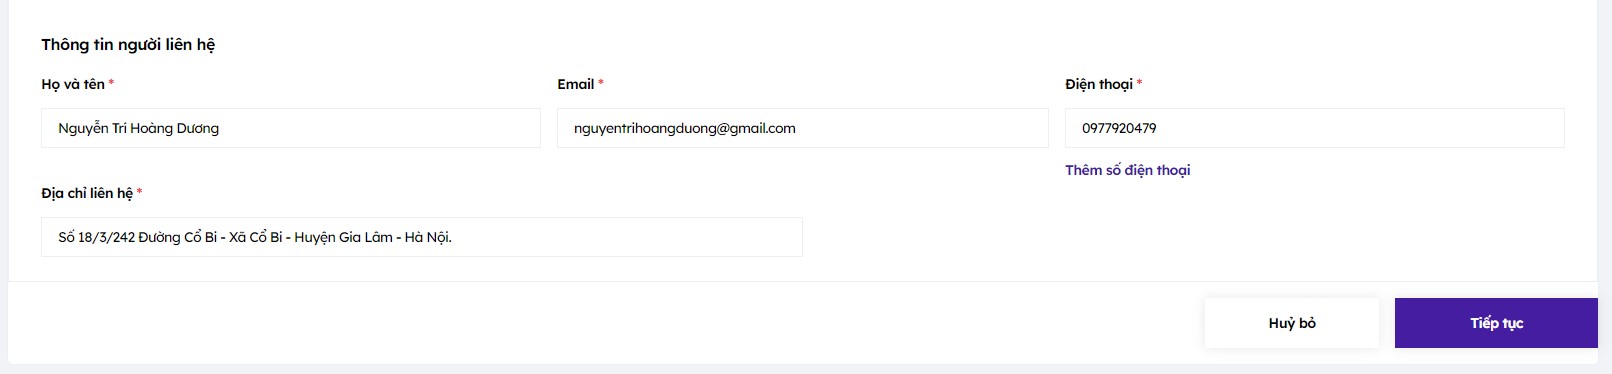 Thông tin người liên hệ
Họ và tên *
Email *
Điện thoại *
Nguyễn Tri Hoàng Dương
nguyentrihoangduong@gmail.com
0977920479
Thêm số điện thoại
Địa chỉ liên hệ *
Số 18/3/242 Đường Cổ Bi - Xã Cổ Bi - Huyện Gia Lâm - Hà Nội.
Huỷ bỏ
Tiếp tục